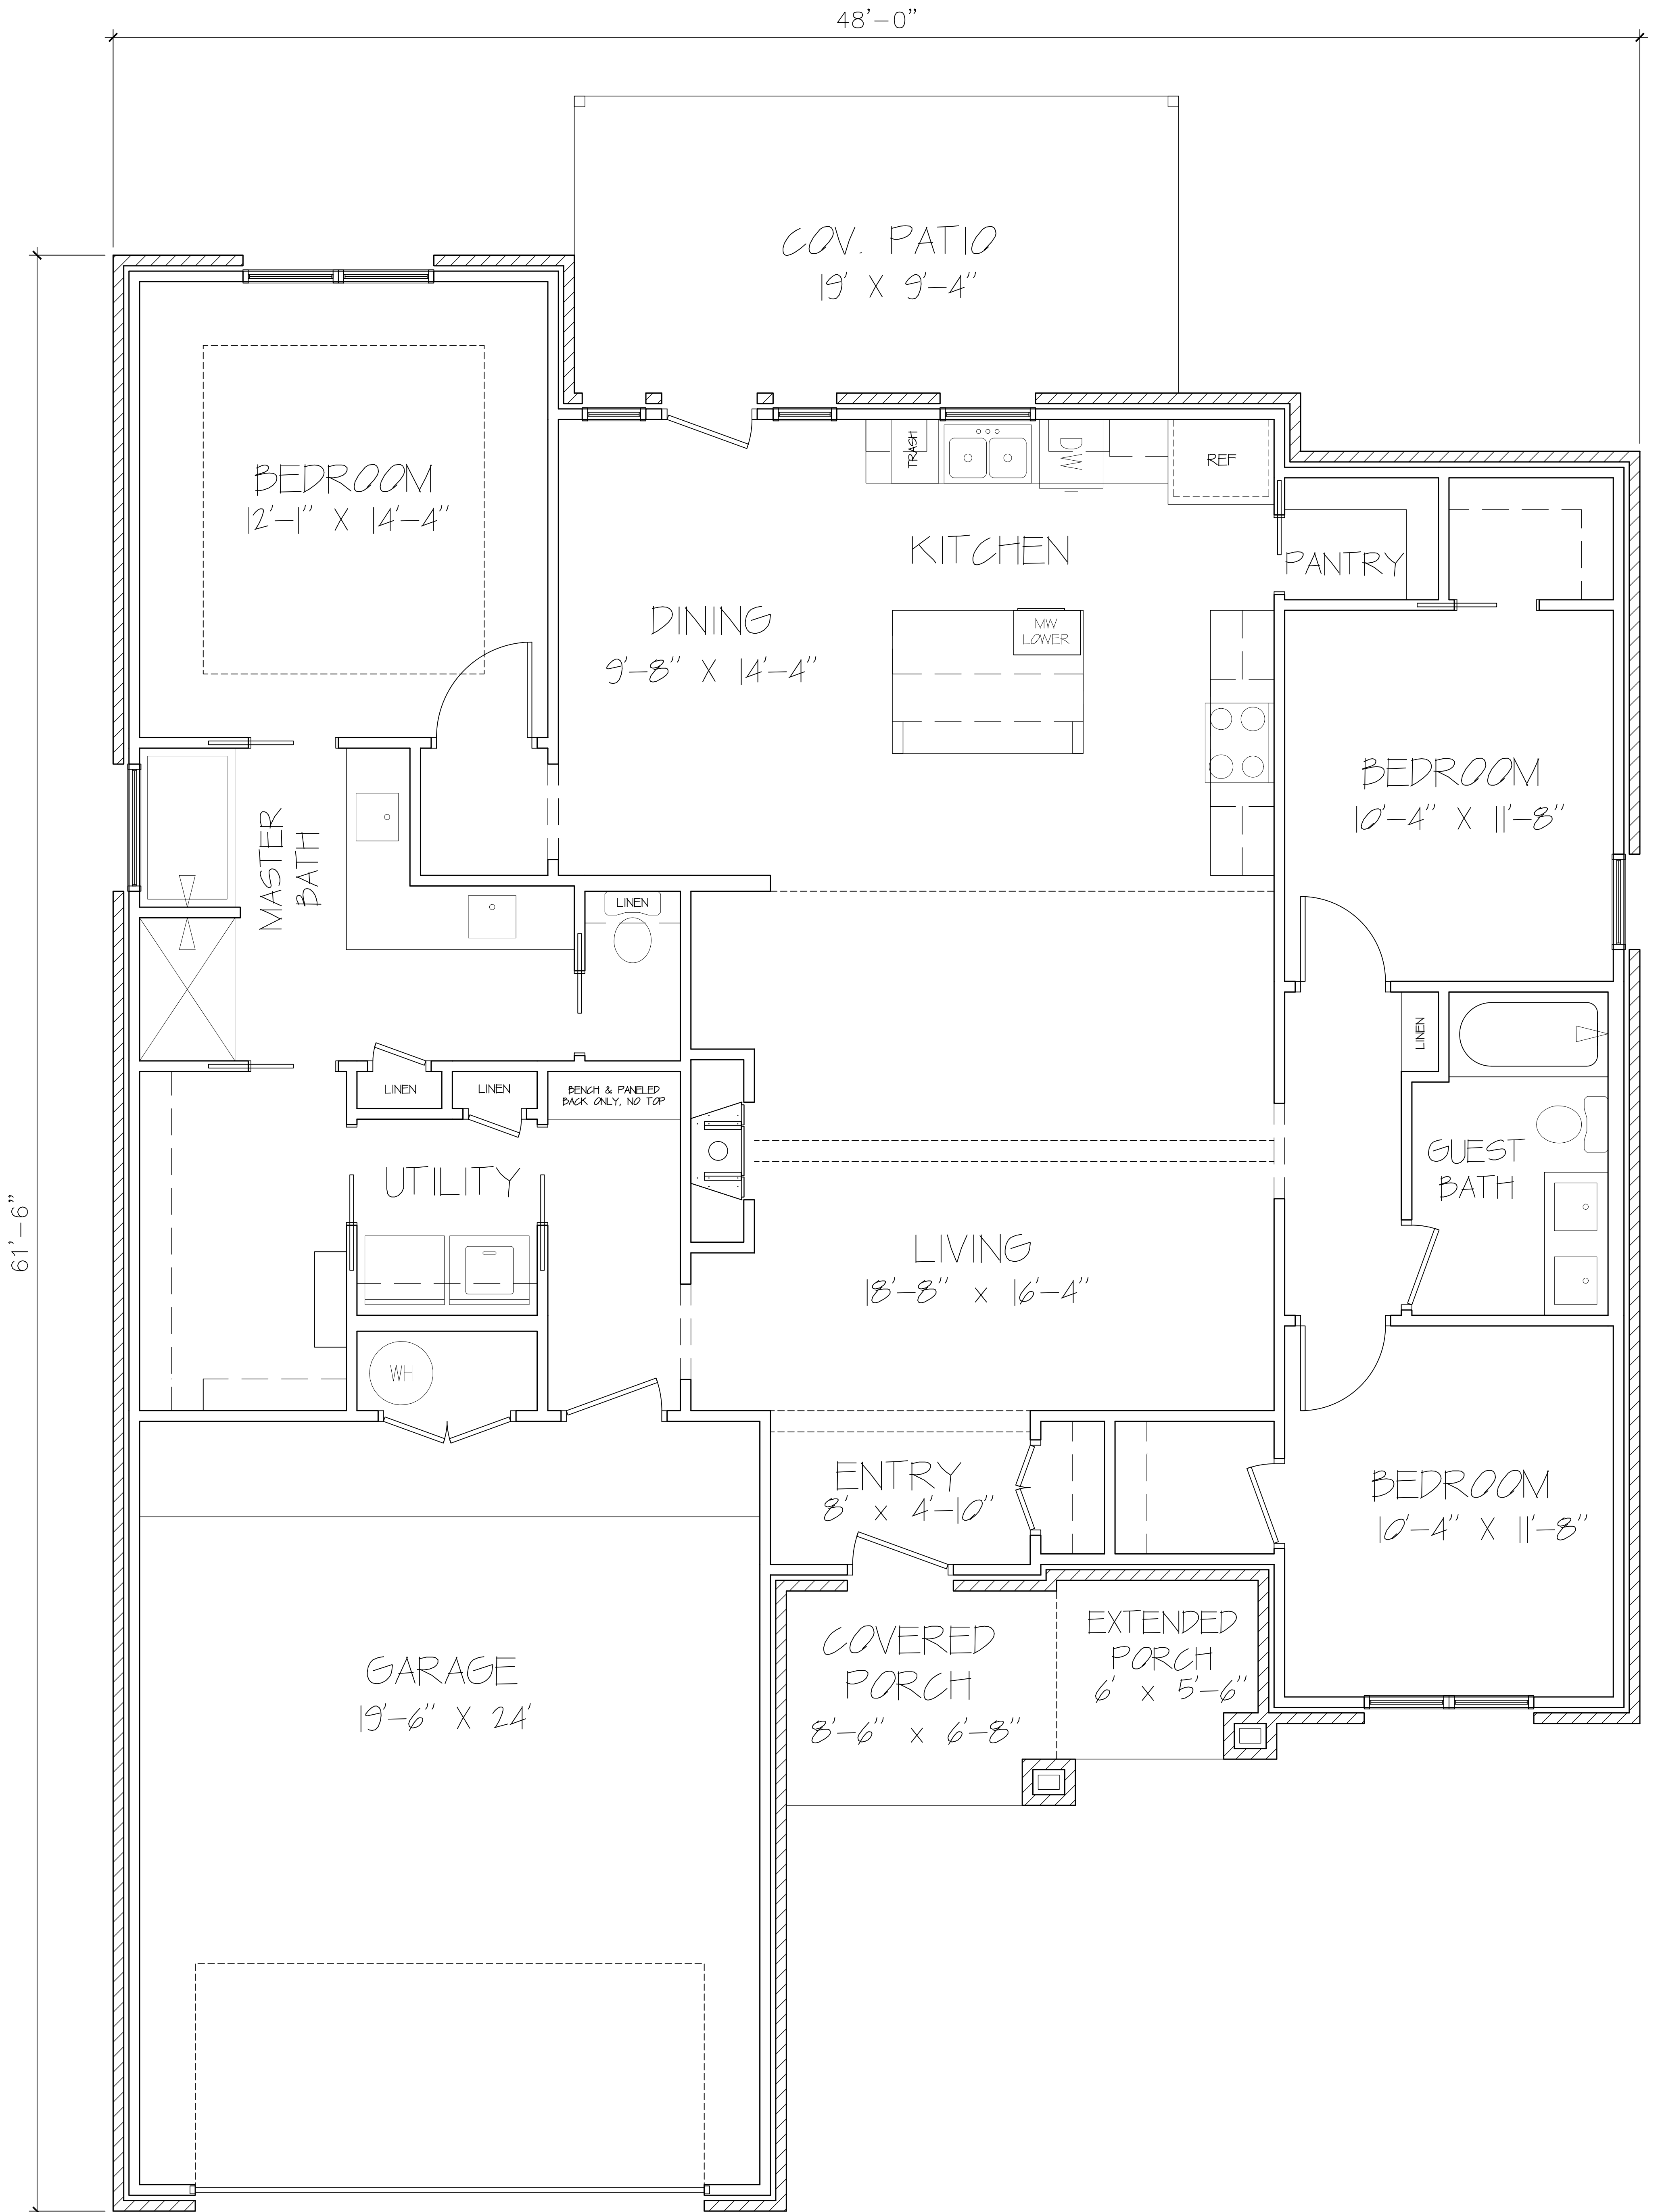 48'-0"
COV. PATIO
19' X 9'-4"
BEDROOM
12'-1" X 14'-4"
TRASH
DW
REF
KITCHEN
PANTRY
DINING
9'-8" X 14'-4"
MW
LOWER
BEDROOM
10'-4" X 11'-8"
MASTER
BATH
LINEN
LINEN
LINEN
BENCH & PANELED
BACK ONLY, NO TOP
LINEN
UTILITY
GUEST
BATH
61'-6"
LIVING
18'-8" x 16'-4"
WH
ENTRY
8' x 4'-10"
BEDROOM
10'-4" X 11'-8"
GARAGE
19'-6" X 24'
COVERED
PORCH
8'-6" x 6'-8"
EXTENDED
PORCH
6' x 5'-6"